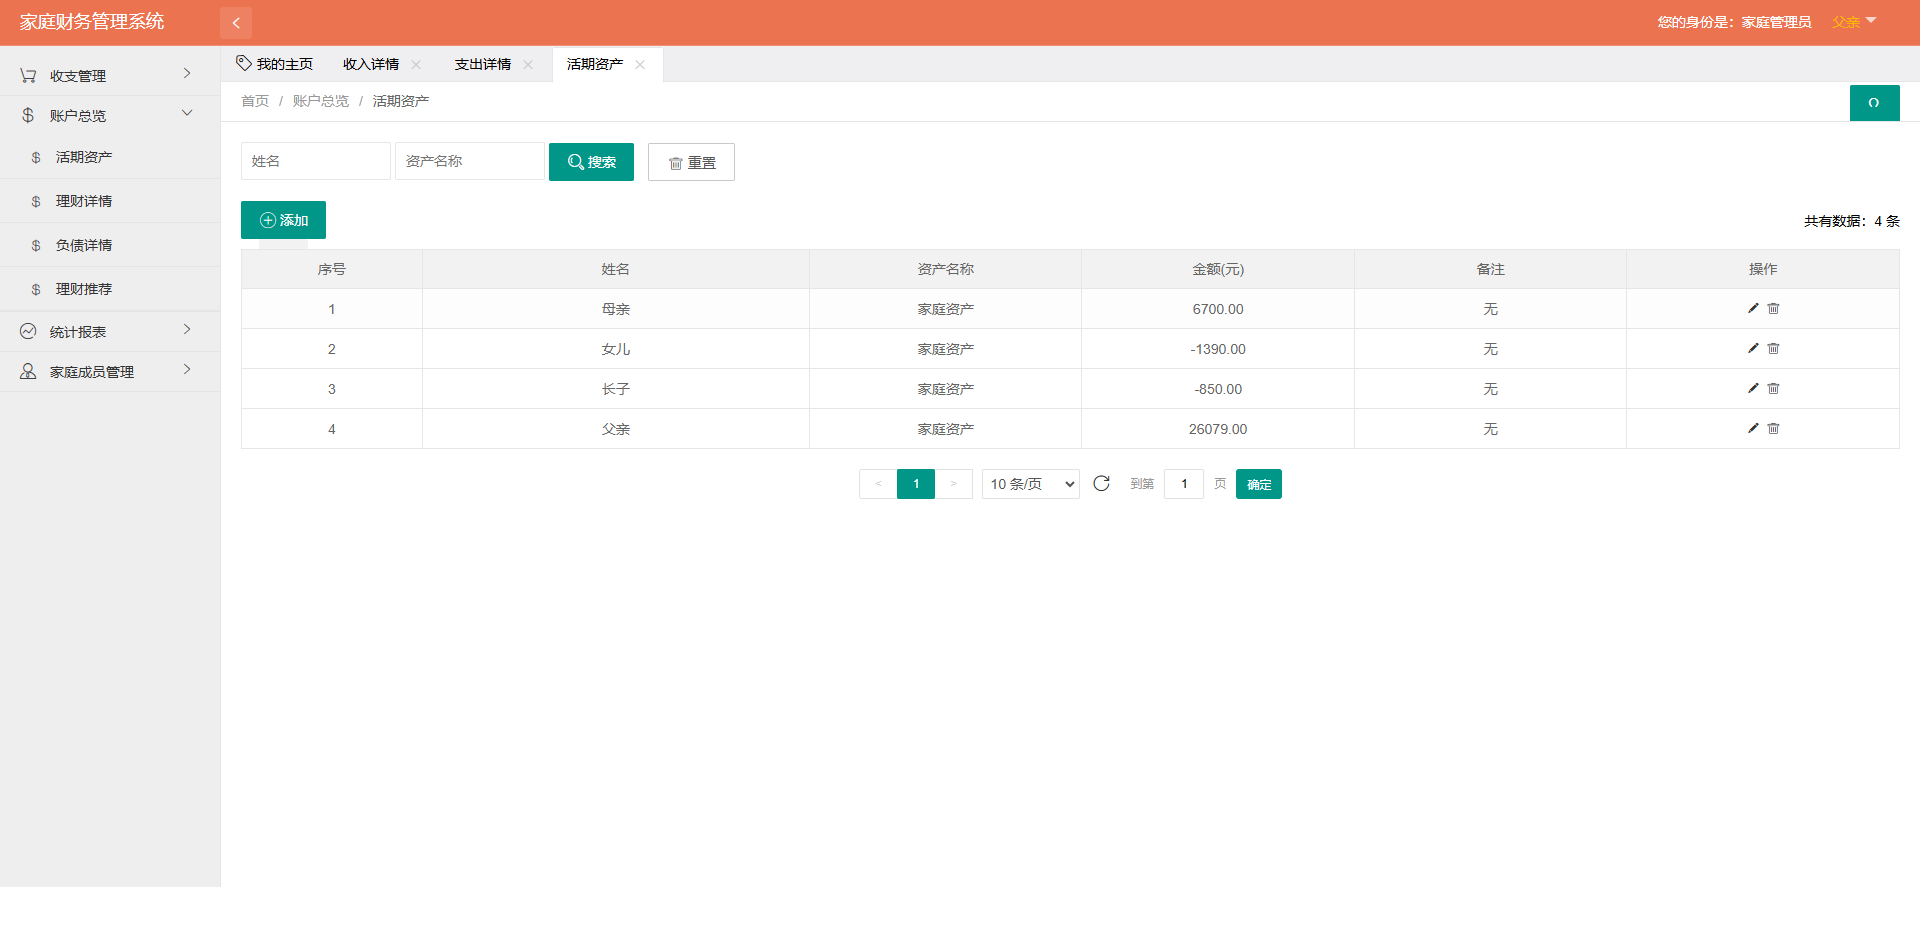 家庭财务管理系统
您的身份是：家庭管理员 父亲
收支管理
账户总览
活期资产
理财详情
负债详情
理财推荐
统计报表
家庭成员管理
我的主页 收入详情 支出详情 活期资产
首页 / 账户总览 / 活期资产
姓名 资产名称 搜索 重置
添加
共有数据：4 条
序号 姓名 资产名称 金额(元) 备注 操作
1 母亲 家庭资产 6700.00 无
2 女儿 家庭资产 -1390.00 无
3 长子 家庭资产 -850.00 无
4 父亲 家庭资产 26079.00 无
< 1 > 10 条/页 到第 1 页 确定